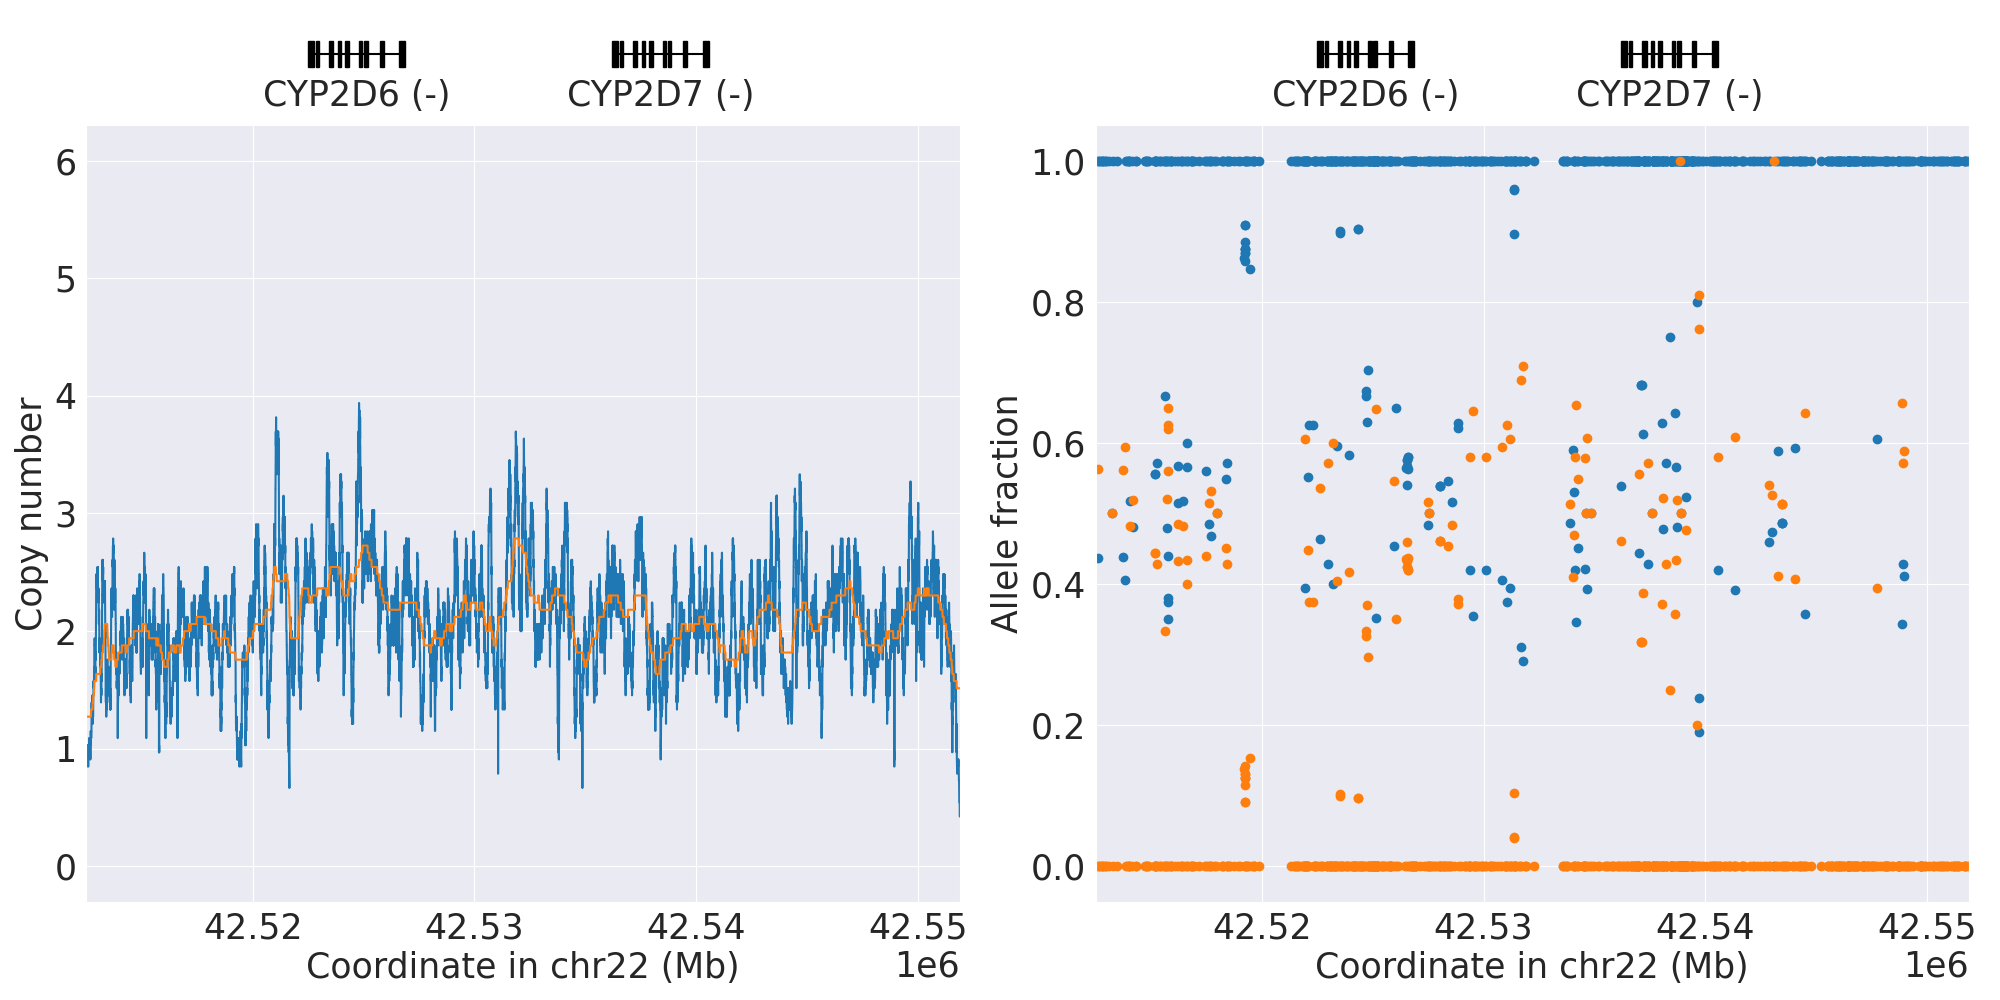 CYP2D6 (-) CYP2D7 (-)
6
5
4
3
2
1
0
Copy number
42.52 42.53 42.54 42.55
Coordinate in chr22 (Mb) 1e6
CYP2D6 (-) CYP2D7 (-)
1.0
0.8
0.6
0.4
0.2
0.0
Allele fraction
42.52 42.53 42.54 42.55
Coordinate in chr22 (Mb) 1e6